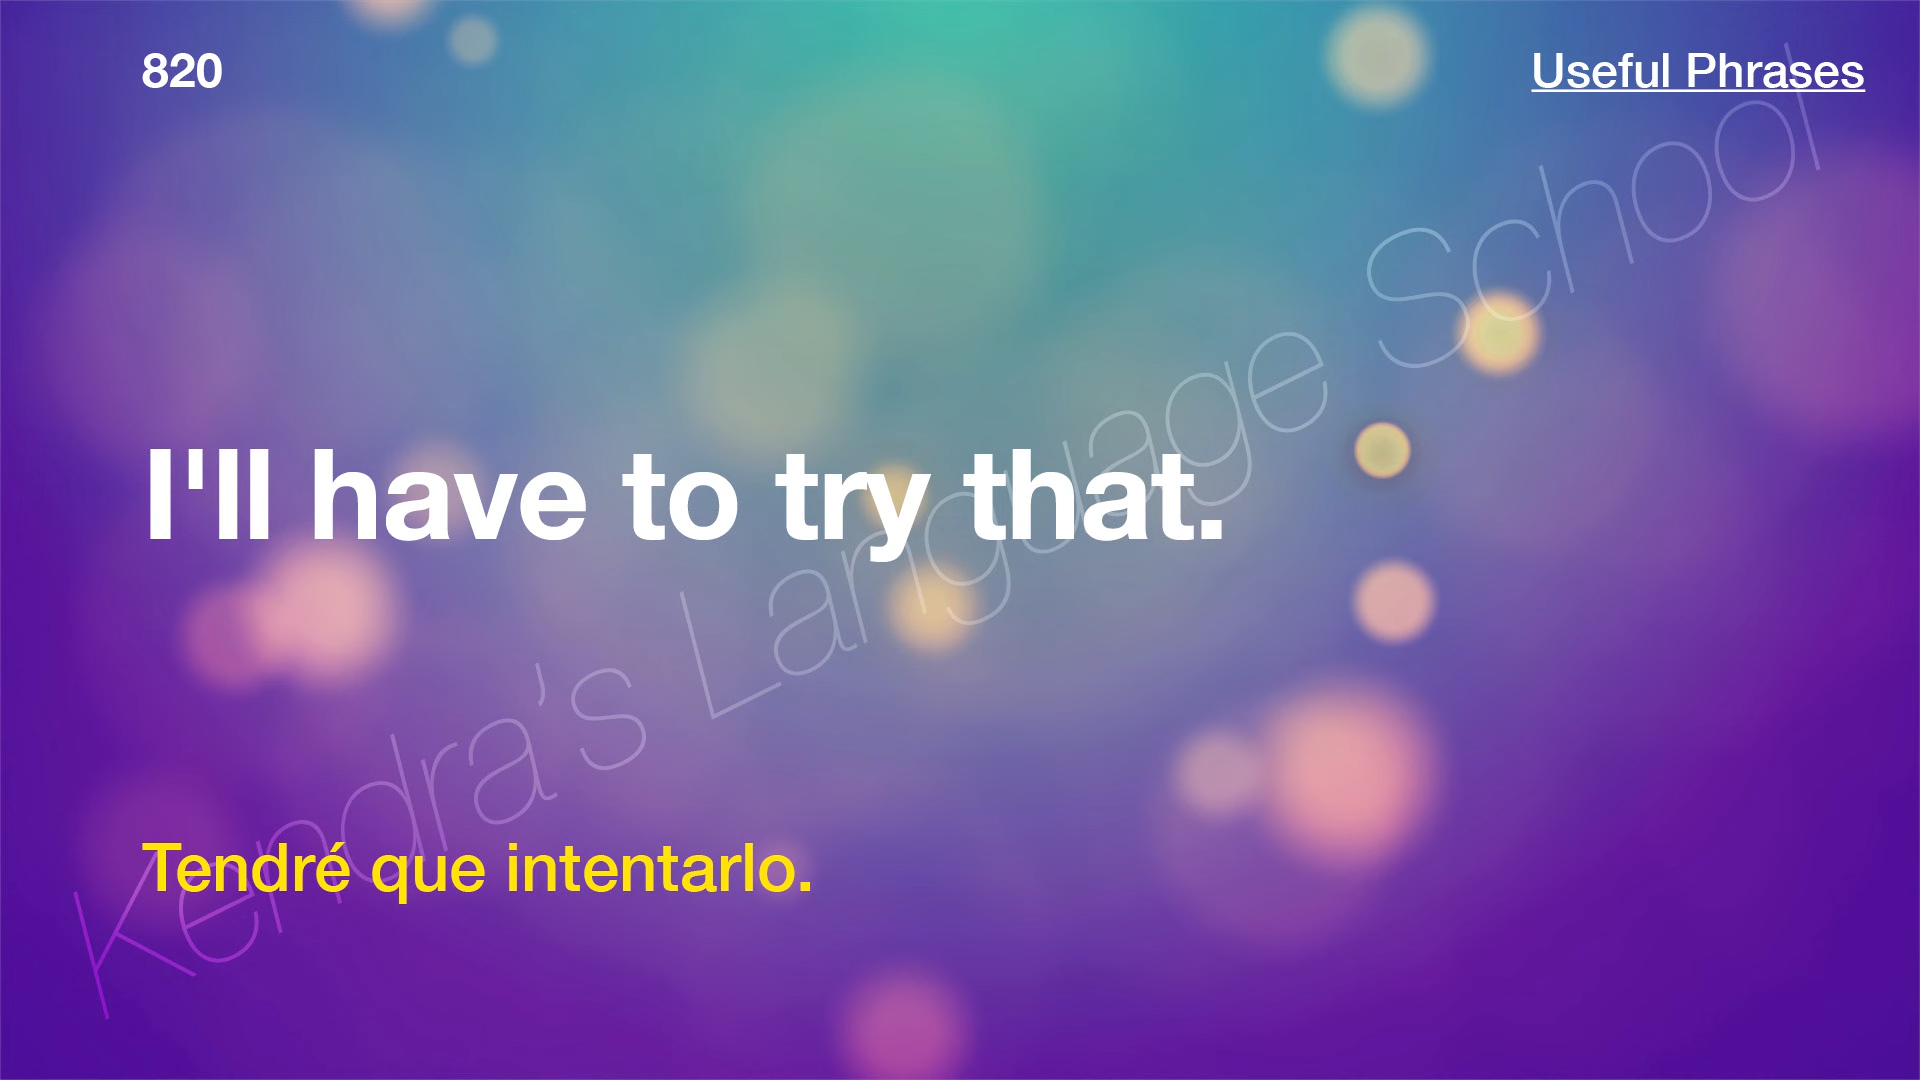 820
Useful Phrases
I'll have to try that.
Tendré que intentarlo.
Kendra’s Language School